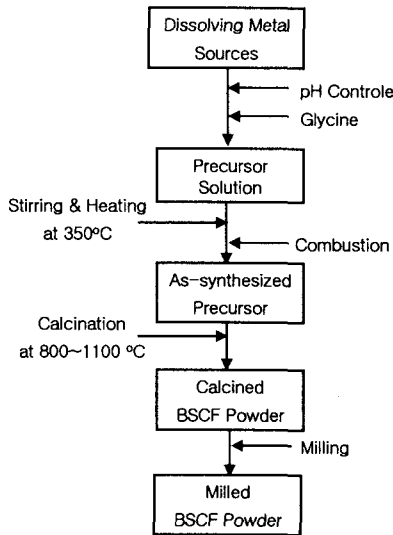 Dissolving Metal
Sources
pH Controle
Glycine
Precursor
Solution
Stirring & Heating
at 350ºC
Combustion
As-synthesized
Precursor
Calcination
at 800~1100 ºC
Calcined
BSCF Powder
Milling
Milled
BSCF Powder